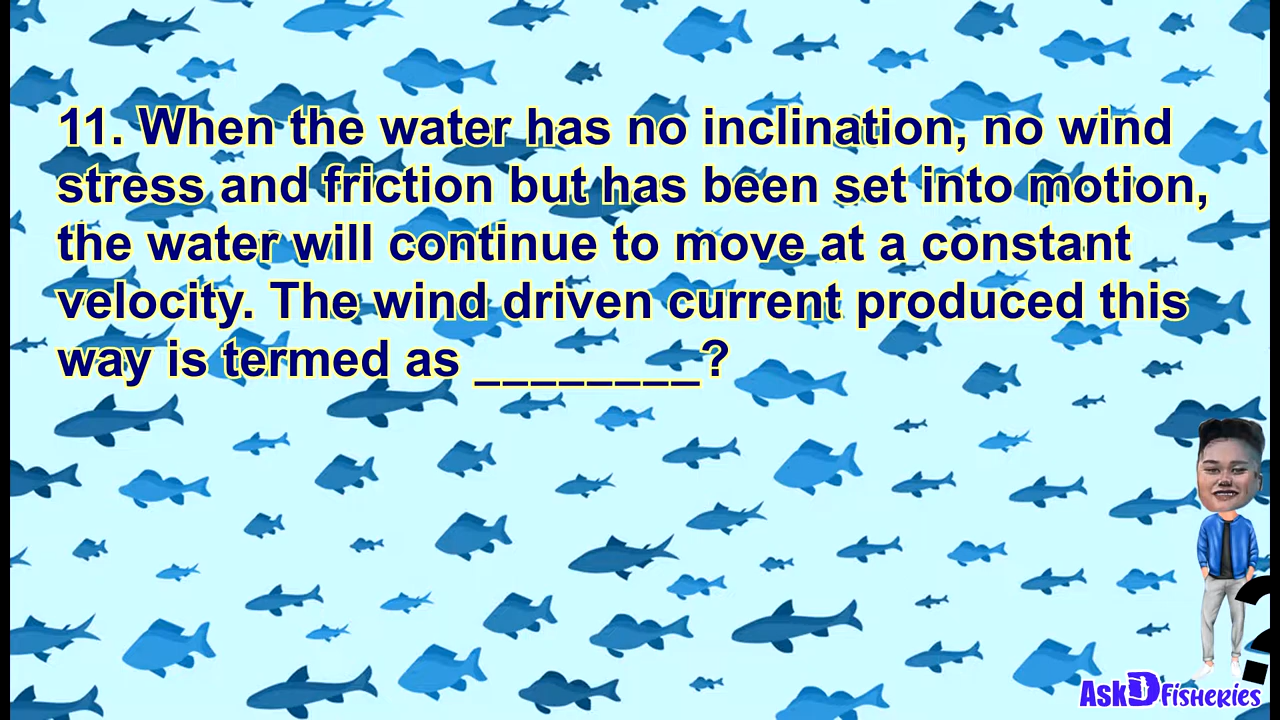 11. When the water has no inclination, no wind
stress and friction but has been set into motion,
the water will continue to move at a constant
velocity. The wind driven current produced this
way is termed as ________?
?
AskDFisheries